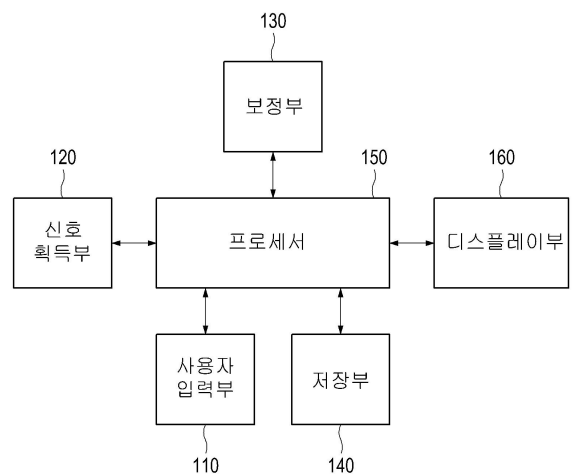 130
보정부
120
150
160
신호
획득부
프로세서
디스플레이부
사용자
입력부
저장부
110
140